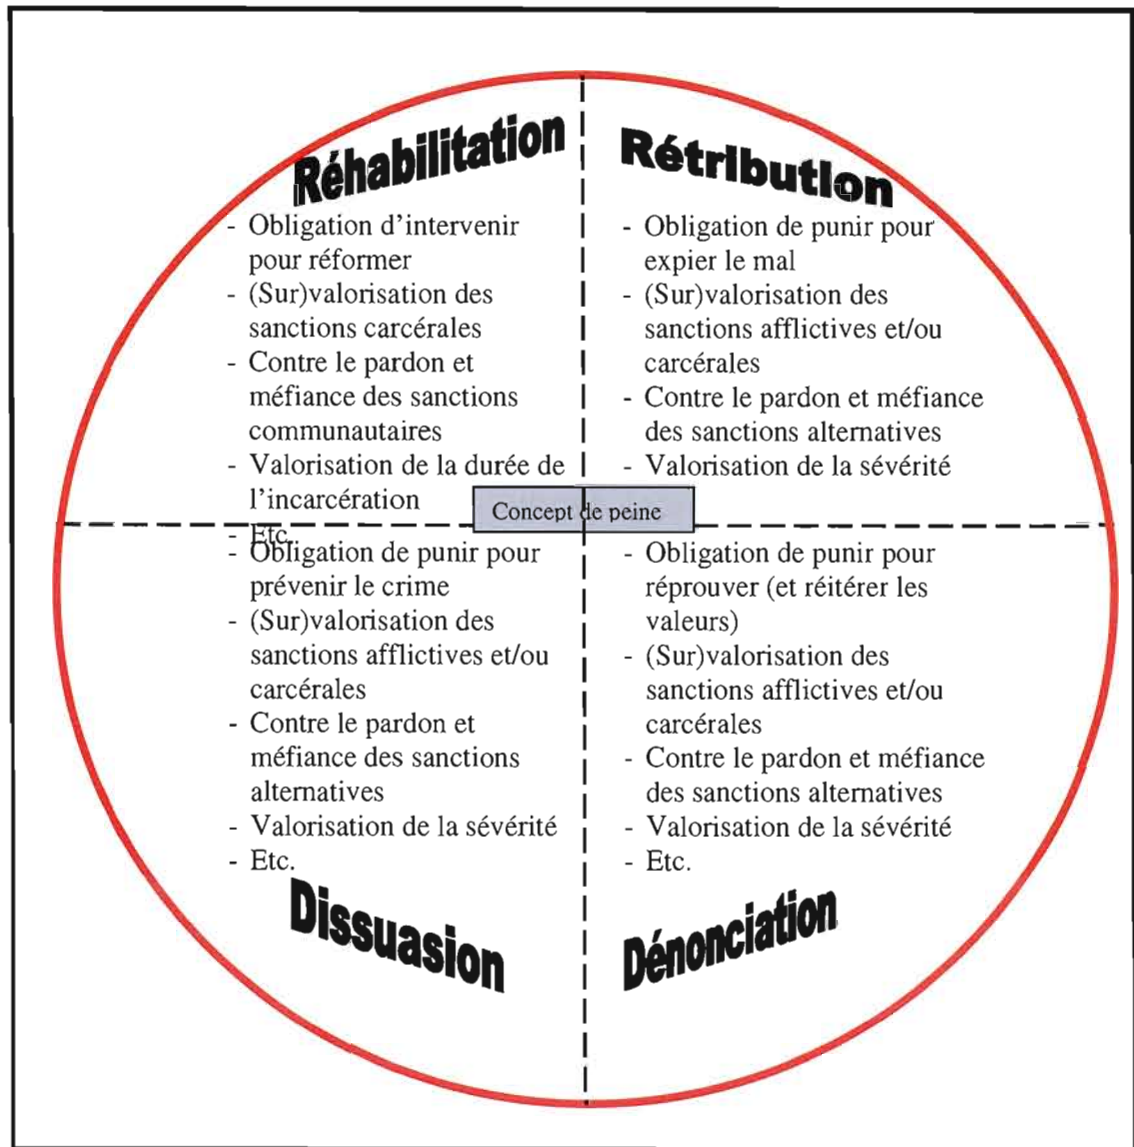 Réhabilitation
- Obligation d'intervenir
pour réformer
- (Sur)valorisation des
sanctions carcérales
- Contre le pardon et
méfiance des sanctions
communautaires
- Valorisation de la durée de
l'incarcération
- Etc.
Rétribution
- Obligation de punir pour
expier le mal
- (Sur)valorisation des
sanctions afflictives et/ou
carcérales
- Contre le pardon et méfiance
des sanctions alternatives
- Valorisation de la sévérité
Concept de peine
- Obligation de punir pour
prévenir le crime
- (Sur)valorisation des
sanctions afflictives et/ou
carcérales
- Contre le pardon et
méfiance des sanctions
alternatives
- Valorisation de la sévérité
- Etc.
Dissuasion
- Obligation de punir pour
réprouver (et réitérer les
valeurs)
- (Sur)valorisation des
sanctions afflictives et/ou
carcérales
- Contre le pardon et méfiance
des sanctions alternatives
- Valorisation de la sévérité
- Etc.
Dénonciation